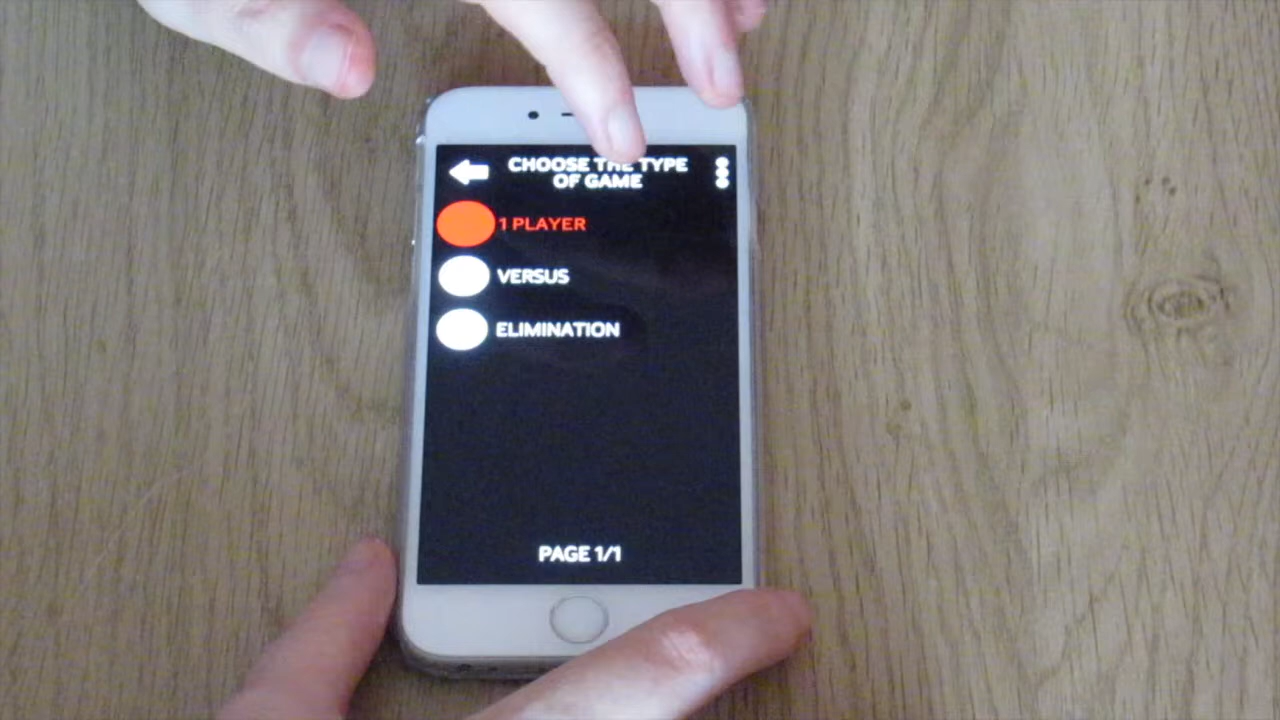 CHOOSE THE TYPE
OF GAME
1 PLAYER
VERSUS
ELIMINATION
PAGE 1/1